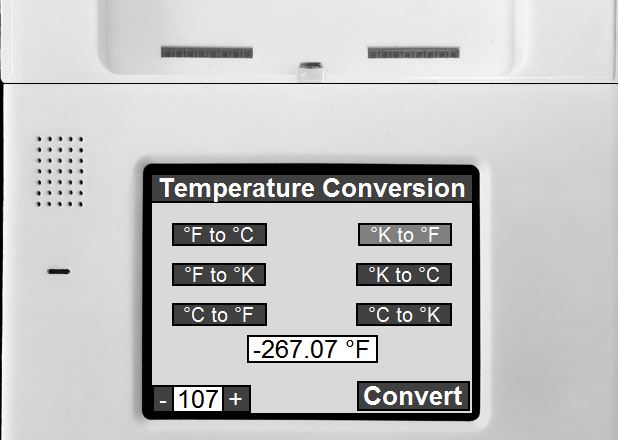 Temperature Conversion
°F to °C
°K to °F
°F to °K
°K to °C
°C to °F
°C to °K
-267.07 °F
- 107 +
Convert